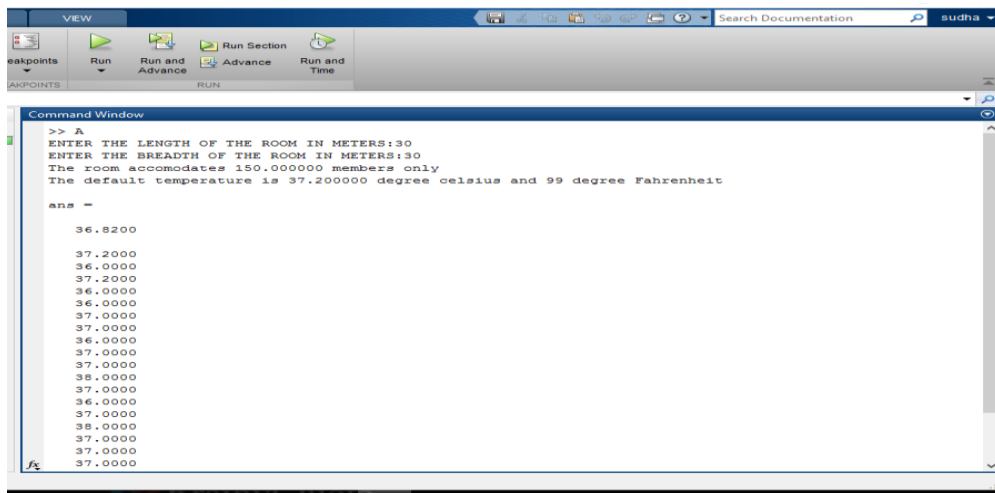 VIEW
Search Documentation
sudha
eakpoints
Run
Run and Advance
Run Section
Advance
Run and Time
AKPOINTS
RUN
Command Window
>> A
ENTER THE LENGTH OF THE ROOM IN METERS:30
ENTER THE BREADTH OF THE ROOM IN METERS:30
The room accomodates 150.000000 members only
The default temperature is 37.200000 degree celsius and 99 degree Fahrenheit
ans =
36.8200
37.2000
36.0000
37.2000
36.0000
36.0000
37.0000
37.0000
36.0000
37.0000
37.0000
38.0000
37.0000
36.0000
37.0000
38.0000
37.0000
37.0000
fx 37.0000